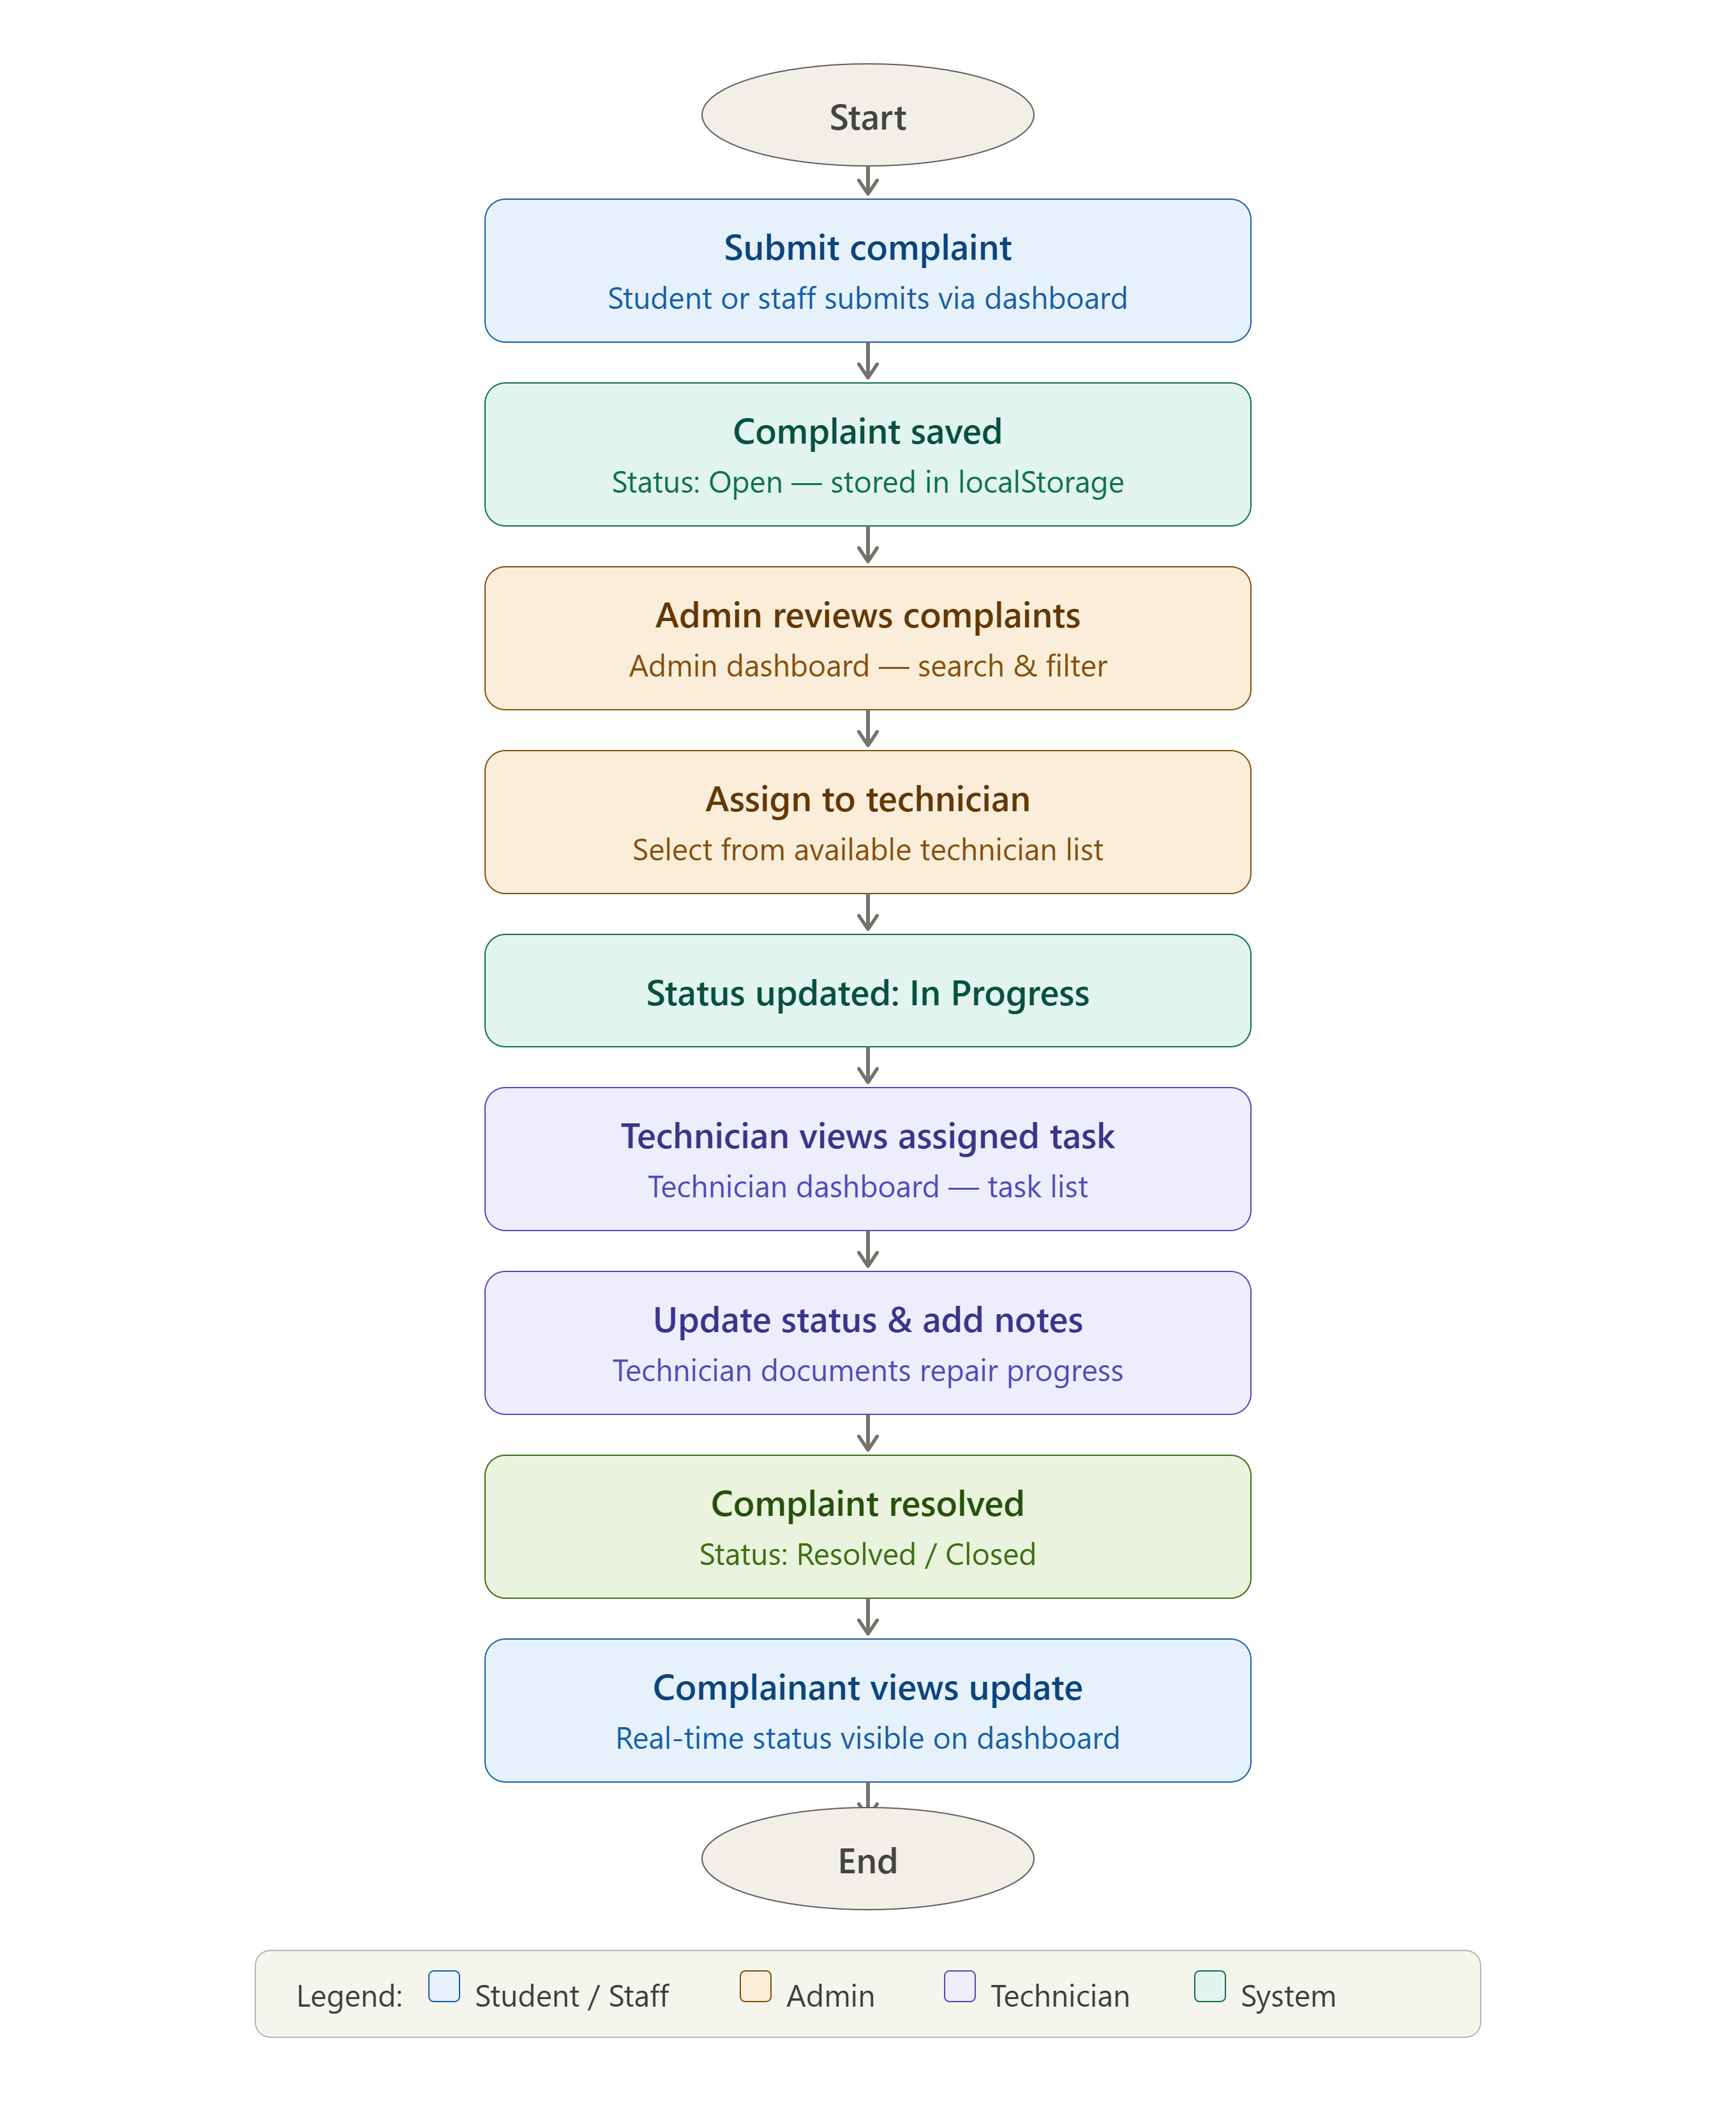 Start
Submit complaint
Student or staff submits via dashboard
Complaint saved
Status: Open — stored in localStorage
Admin reviews complaints
Admin dashboard — search & filter
Assign to technician
Select from available technician list
Status updated: In Progress
Technician views assigned task
Technician dashboard — task list
Update status & add notes
Technician documents repair progress
Complaint resolved
Status: Resolved / Closed
Complainant views update
Real-time status visible on dashboard
End
Legend: Student / Staff Admin Technician System